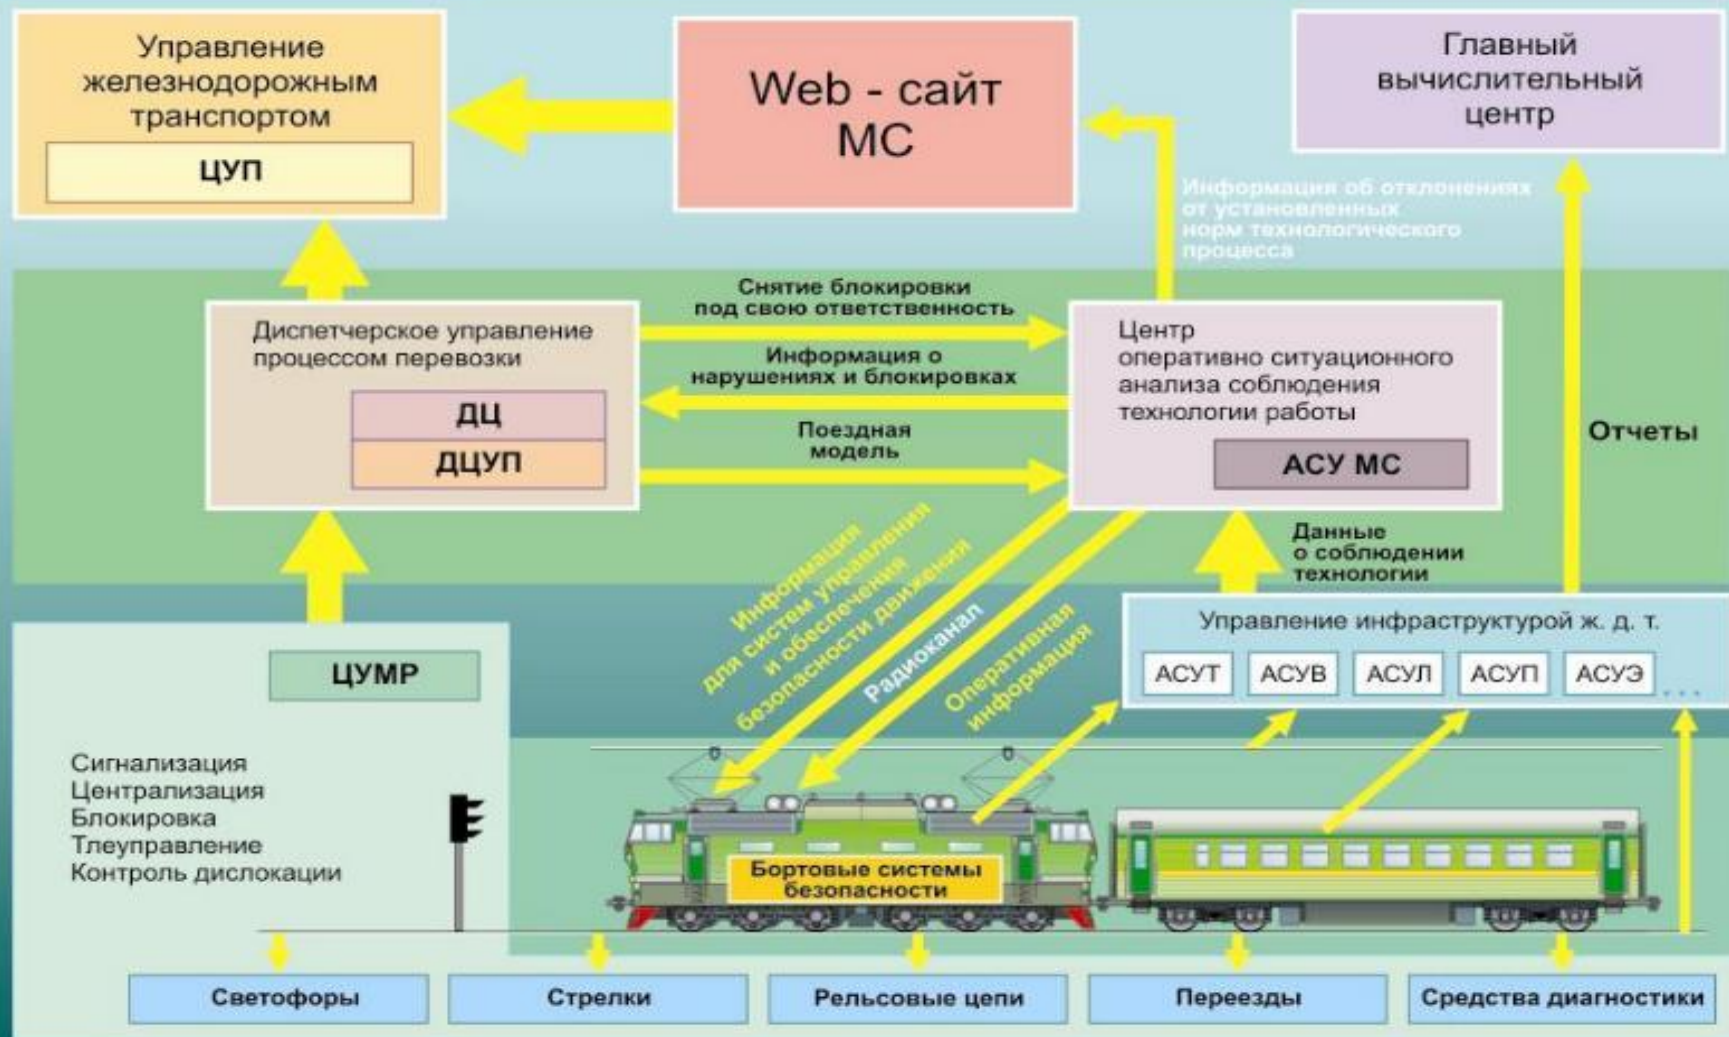 Управление
железнодорожным
транспортом
ЦУП
Web - сайт
МС
Главный
вычислительный
центр
Информация об отклонениях
от установленных
норм технологического
процесса
Диспетчерское управление
процессом перевозки
ДЦ
ДЦУП
Снятие блокировки
под свою ответственность
Информация о
нарушениях и блокировках
Поездная
модель
Центр
оперативно ситуационного
анализа соблюдения
технологии работы
АСУ МС
Отчеты
Данные
о соблюдении
технологии
Информация
для систем управления
и обеспечения
безопасности движения
Радиоканал
Оперативная
информация
Управление инфраструктурой ж. д. т.
АСУТ АСУВ АСУЛ АСУП АСУЭ ...
ЦУМР
Сигнализация
Централизация
Блокировка
Тлеуправление
Контроль дислокации
Бортовые системы
безопасности
Светофоры Стрелки Рельсовые цепи Переезды Средства диагностики